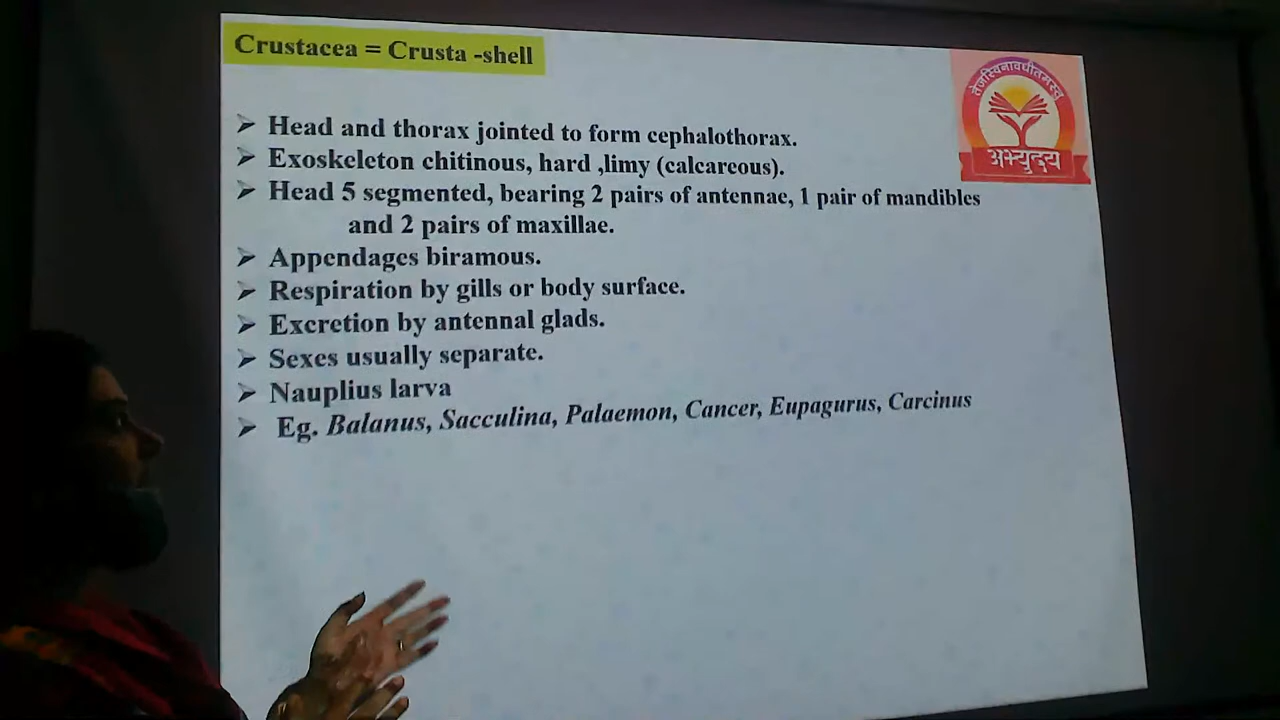 Crustacea = Crusta -shell
तेजस्विनावधीतमस्तु
अभ्युदय
➢ Head and thorax jointed to form cephalothorax.
➢ Exoskeleton chitinous, hard ,limy (calcareous).
➢ Head 5 segmented, bearing 2 pairs of antennae, 1 pair of mandibles
and 2 pairs of maxillae.
➢ Appendages biramous.
➢ Respiration by gills or body surface.
➢ Excretion by antennal glads.
➢ Sexes usually separate.
➢ Nauplius larva
➢ Eg. Balanus, Sacculina, Palaemon, Cancer, Eupagurus, Carcinus